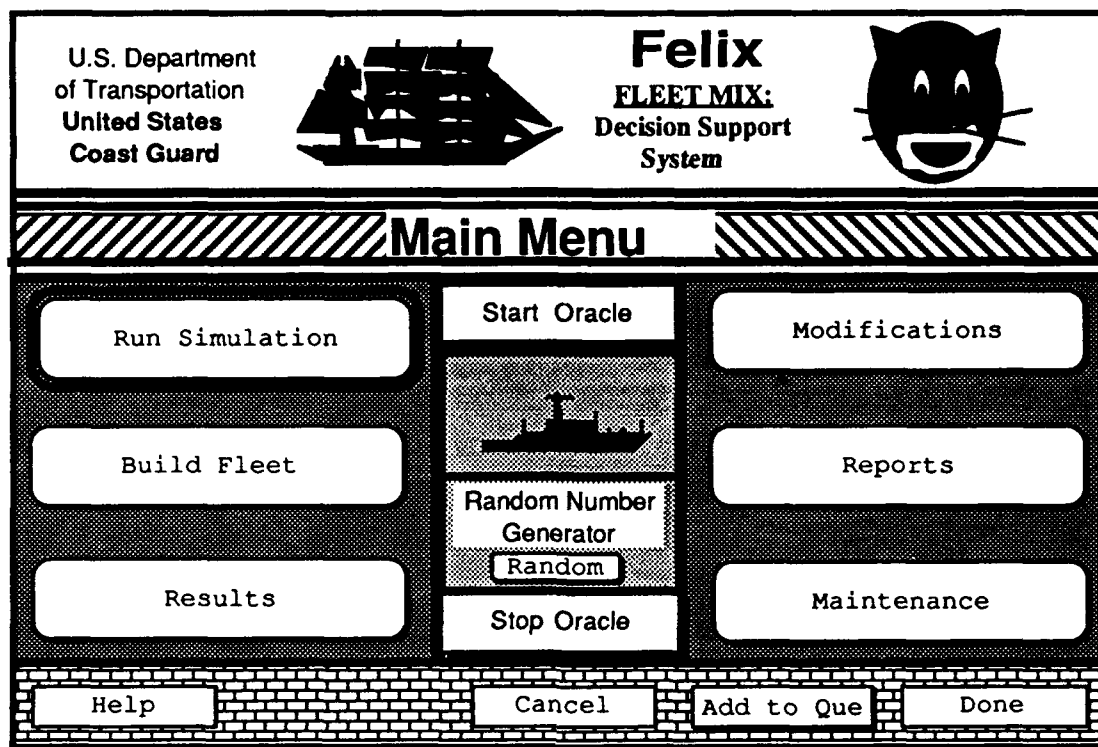 U.S. Department
of Transportation
United States
Coast Guard
Felix
FLEET MIX:
Decision Support
System
Main Menu
Run Simulation
Build Fleet
Results
Start Oracle
Random Number
Generator
Random
Stop Oracle
Modifications
Reports
Maintenance
Help
Cancel
Add to Que
Done